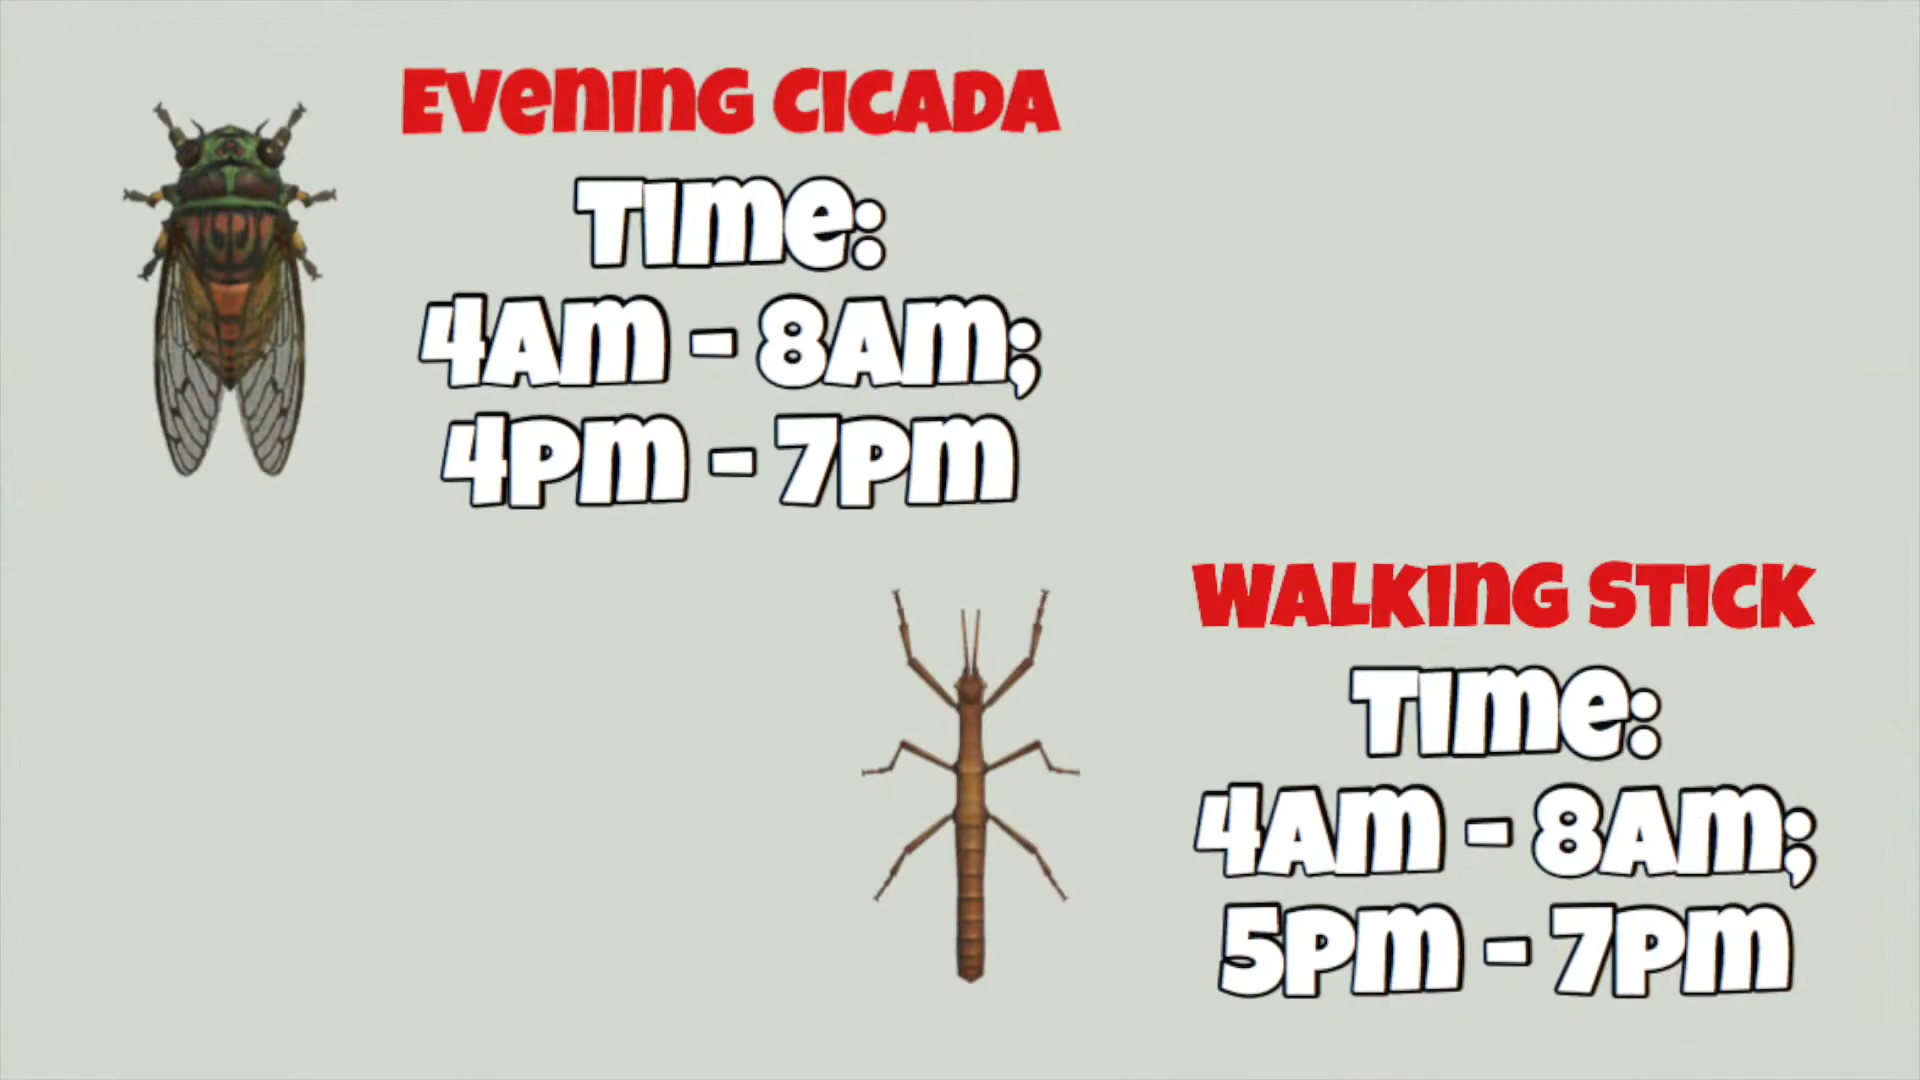 Evening Cicada
Time:
4am - 8am;
4pm - 7pm
Walking Stick
Time:
4am - 8am;
5pm - 7pm